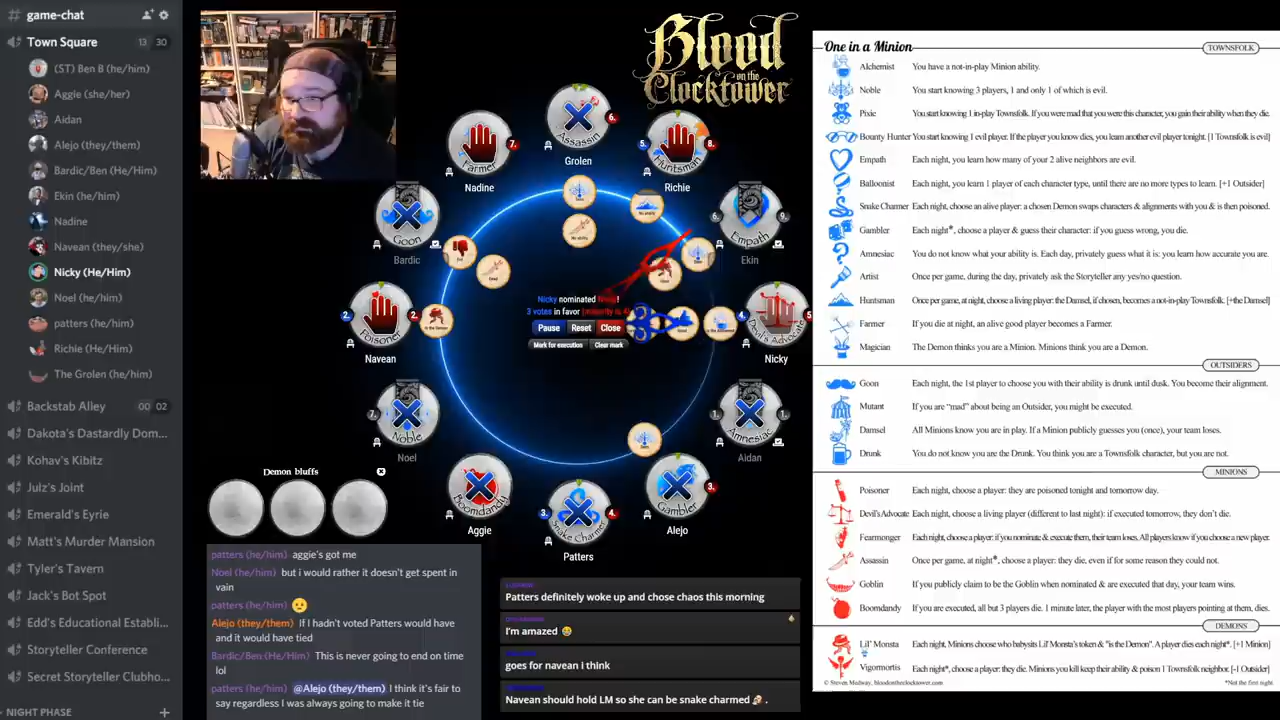 # game-chat
Town Square 13 30
(ST) Ben B (he/him)
Aggie (she/her)
Aidan
Alejo (they/them)
Bardic/Ben (He/Him)
Ekin (he/him)
Nadine
Navean (they/she)
Nicky (He/Him)
Noel (he/him)
patters (he/him)
Richie (He/Him)
The Grolen (he/him)
Backstab Alley 00 02
Dakota's Dastardly Dom...
Kohav's Kibitz
Juiz's Joint
Emerald's Eyrie
Matt's Murder Mansion
Tyler's Tavern
Jack's BotSpot
Edd's Educational Establi...
Storyteller Conference
Secret Storyteller Sho...
NIGHT PHASE
Blood
on the
Clocktower
Assassin
6.
Grolen
Farmer
7.
Nadine
5.
Huntsman
8.
Richie
Goon
Bardic
6.
Empath
9.
Ekin
2.
Poisoner
2.
Navean
Nicky nominated
3 votes in favor
Pause Reset Close
Mark for execution Clear mark
4.
Devil's Advocate
5
Nicky
7.
Noble
Noel
1.
Amnesiac
1.
Aidan
Boomdandy
Aggie
3.
Snake Charmer
4.
Patters
Gambler
3.
Alejo
Demon bluffs
patters (he/him) aggie's got me
Noel (he/him) but i would rather it doesn't get spent in
vain
patters (he/him) 😢
Alejo (they/them) If I hadn't voted Patters would have
and it would have tied
Bardic/Ben (He/Him) This is never going to end on time
lol
patters (he/him) @Alejo (they/them) I think it's fair to
say regardless I was always going to make it tie
Patters definitely woke up and chose chaos this morning
I'm amazed 😂
goes for navean i think
Navean should hold LM so she can be snake charmed
One in a Minion
TOWNSFOLK
Alchemist You have a not-in-play Minion ability.
Noble You start knowing 3 players, 1 and only 1 of which is evil.
Pixie You start knowing 1 in-play Townsfolk. If you were mad that you were this character, you gain their ability when they die.
Bounty Hunter You start knowing 1 evil player. If the player you know dies, you learn another evil player tonight. [1 Townsfolk is evil]
Empath Each night, you learn how many of your 2 alive neighbors are evil.
Balloonist Each night, you learn 1 player of each character type, until there are no more types to learn. [+1 Outsider]
Snake Charmer Each night, choose an alive player: a chosen Demon swaps characters & alignments with you & is then poisoned.
Gambler Each night*, choose a player & guess their character: if you guess wrong, you die.
Amnesiac You do not know what your ability is. Each day, privately guess what it is: you learn how accurate you are.
Artist Once per game, during the day, privately ask the Storyteller any yes/no question.
Huntsman Once per game, at night, choose a living player: the Damsel, if chosen, becomes a not-in-play Townsfolk. [+the Damsel]
Farmer If you die at night, an alive good player becomes a Farmer.
Magician The Demon thinks you are a Minion. Minions think you are a Demon.
OUTSIDERS
Goon Each night, the 1st player to choose you with their ability is drunk until dusk. You become their alignment.
Mutant If you are "mad" about being an Outsider, you might be executed.
Damsel All Minions know you are in play. If a Minion publicly guesses you (once), your team loses.
Drunk You do not know you are the Drunk. You think you are a Townsfolk character, but you are not.
MINIONS
Poisoner Each night, choose a player: they are poisoned tonight and tomorrow day.
Devil's Advocate Each night, choose a living player (different to last night): if executed tomorrow, they don't die.
Fearmonger Each night, choose a player: if you nominate & execute them, their team loses. All players know if you choose a new player.
Assassin Once per game, at night*, choose a player: they die, even if for some reason they could not.
Goblin If you publicly claim to be the Goblin when nominated & are executed that day, your team wins.
Boomdandy If you are executed, all but 3 players die. 1 minute later, the player with the most players pointing at them, dies.
DEMONS
Lil' Monsta Each night, Minions choose who babysits Lil' Monsta's token & "is the Demon". A player dies each night*. [+1 Minion]
Vigormortis Each night*, choose a player: they die. Minions you kill keep their ability & poison 1 Townsfolk neighbor. [-1 Outsider]
© Steven Medway, bloodontheclocktower.com *Not the first night